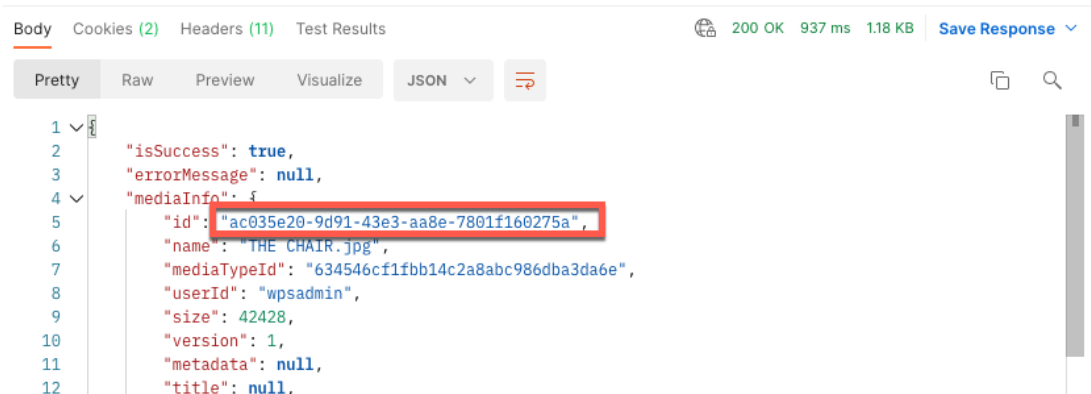 Body Cookies (2) Headers (11) Test Results 200 OK 937 ms 1.18 KB Save Response
Pretty Raw Preview Visualize JSON
1 {
2 "isSuccess": true,
3 "errorMessage": null,
4 "mediaInfo": {
5 "id": "ac035e20-9d91-43e3-aa8e-7801f160275a",
6 "name": "THE CHAIR.jpg",
7 "mediaTypeId": "634546cf1fbb14c2a8abc986dba3da6e",
8 "userId": "wpsadmin",
9 "size": 42428,
10 "version": 1,
11 "metadata": null,
12 "title": null,